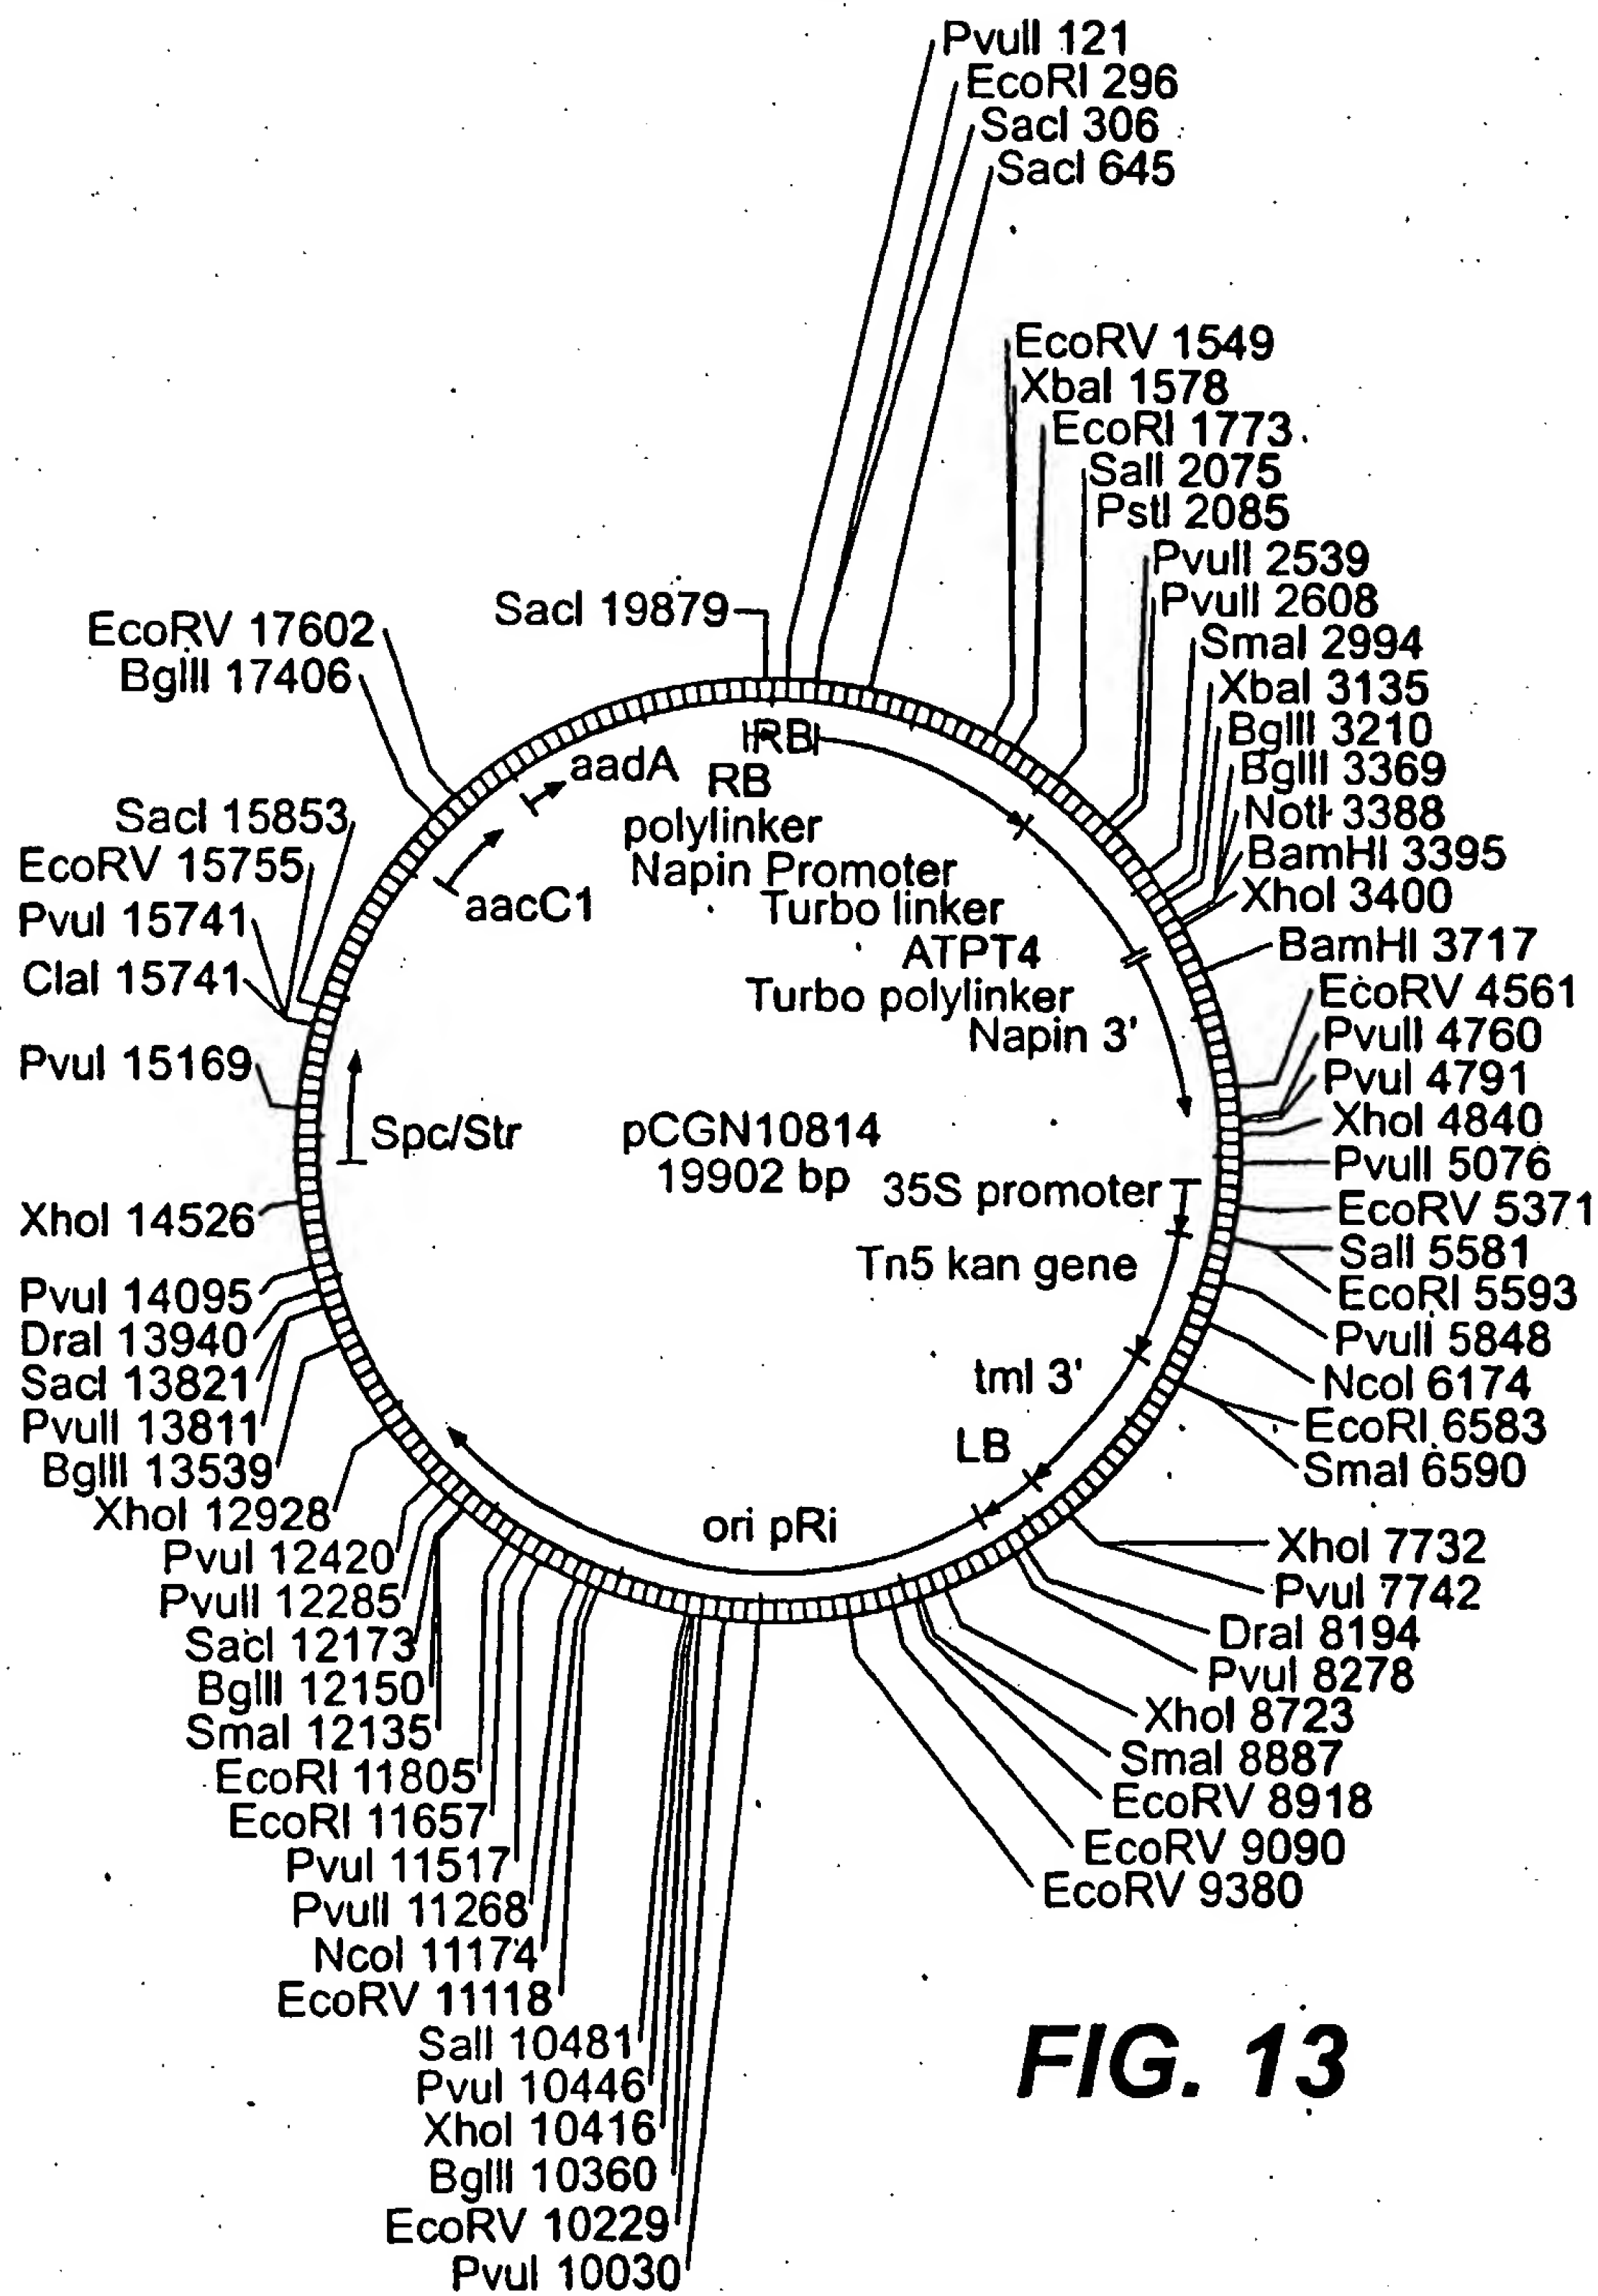 PvuII 121
EcoRI 296
SacI 306
SacI 645
EcoRV 1549
XbaI 1578
EcoRI 1773
SalI 2075
PstI 2085
PvuII 2539
PvuII 2608
SmaI 2994
XbaI 3135
BglII 3210
BglII 3369
NotI 3388
BamHI 3395
XhoI 3400
BamHI 3717
EcoRV 4561
PvuII 4760
PvuI 4791
XhoI 4840
PvuII 5076
EcoRV 5371
SalI 5581
EcoRI 5593
PvuII 5848
NcoI 6174
EcoRI 6583
SmaI 6590
XhoI 7732
PvuI 7742
DraI 8194
PvuI 8278
XhoI 8723
SmaI 8887
EcoRV 8918
EcoRV 9090
EcoRV 9380
SacI 19879
EcoRV 17602
BglII 17406
SacI 15853
EcoRV 15755
PvuI 15741
ClaI 15741
PvuI 15169
XhoI 14526
PvuI 14095
DraI 13940
SacI 13821
PvuII 13811
BglII 13539
XhoI 12928
PvuI 12420
PvuII 12285
SacI 12173
BglII 12150
SmaI 12135
EcoRI 11805
EcoRI 11657
PvuI 11517
PvuII 11268
NcoI 11174
EcoRV 11118
SalI 10481
PvuI 10446
XhoI 10416
BglII 10360
EcoRV 10229
PvuI 10030
RB
aadA
RB
polylinker
Napin Promoter
aacC1
Turbo linker
ATPT4
Turbo polylinker
Napin 3'
Spc/Str
pCGN10814
19902 bp
35S promoter
Tn5 kan gene
tml 3'
LB
ori pRi
FIG. 13